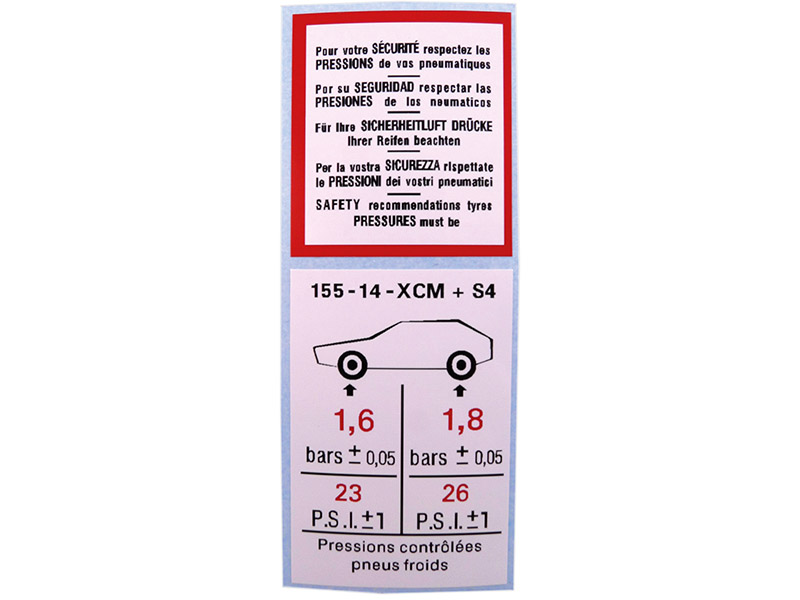 Pour votre SÉCURITÉ respectez les
PRESSIONS de vos pneumatiques
Por su SEGURIDAD respectar las
PRESIONES de los neumaticos
Für Ihre SICHERHEITLUFT DRÜCKE
Ihrer Reifen beachten
Per la vostra SICUREZZA rispettate
le PRESSIONI dei vostri pneumatici
SAFETY recommendations tyres
PRESSURES must be
155-14-XCM + S4
1,6 1,8
bars ± 0,05 bars ± 0,05
23 26
P.S.I. ±1 P.S.I. ±1
Pressions contrôlées
pneus froids